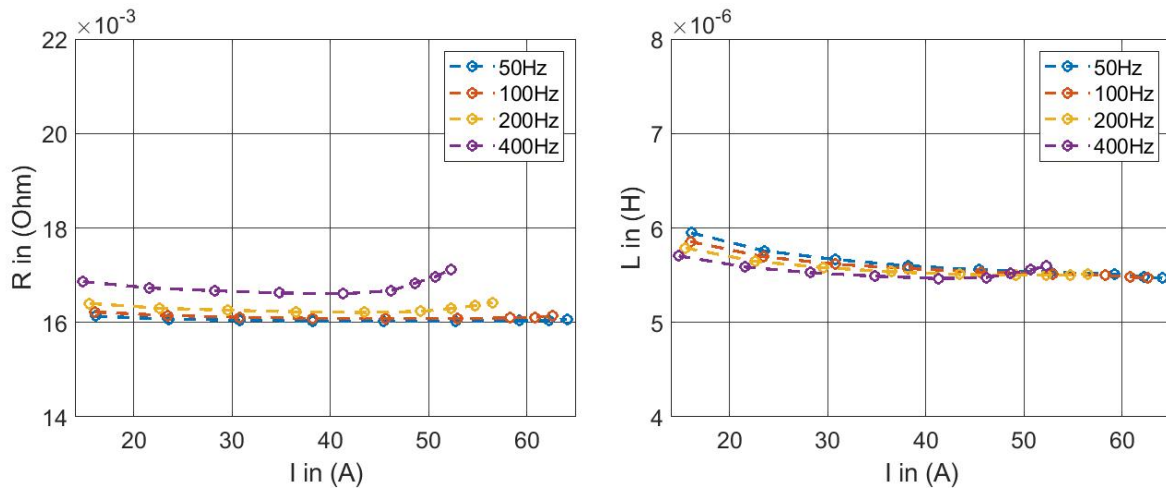 ×10⁻³
22
20
18
16
14
R in (Ohm)
20 30 40 50 60
I in (A)
50Hz
100Hz
200Hz
400Hz
×10⁻⁶
8
7
6
5
4
L in (H)
20 30 40 50 60
I in (A)
50Hz
100Hz
200Hz
400Hz